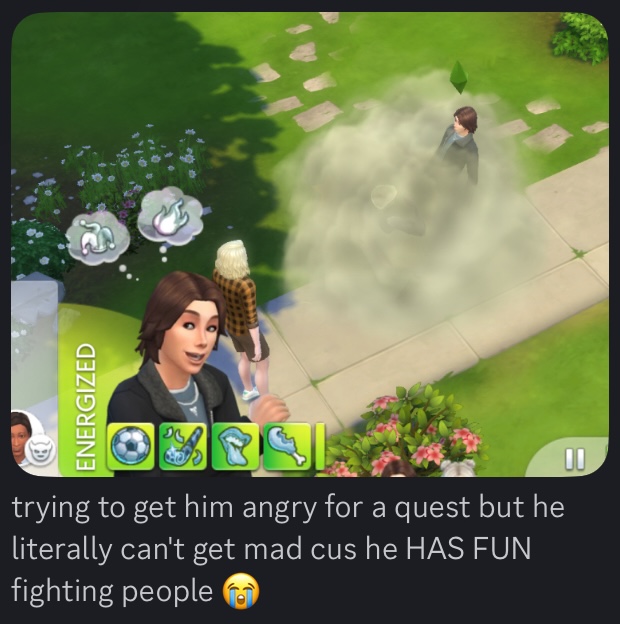 ENERGIZED
trying to get him angry for a quest but he
literally can't get mad cus he HAS FUN
fighting people 😭